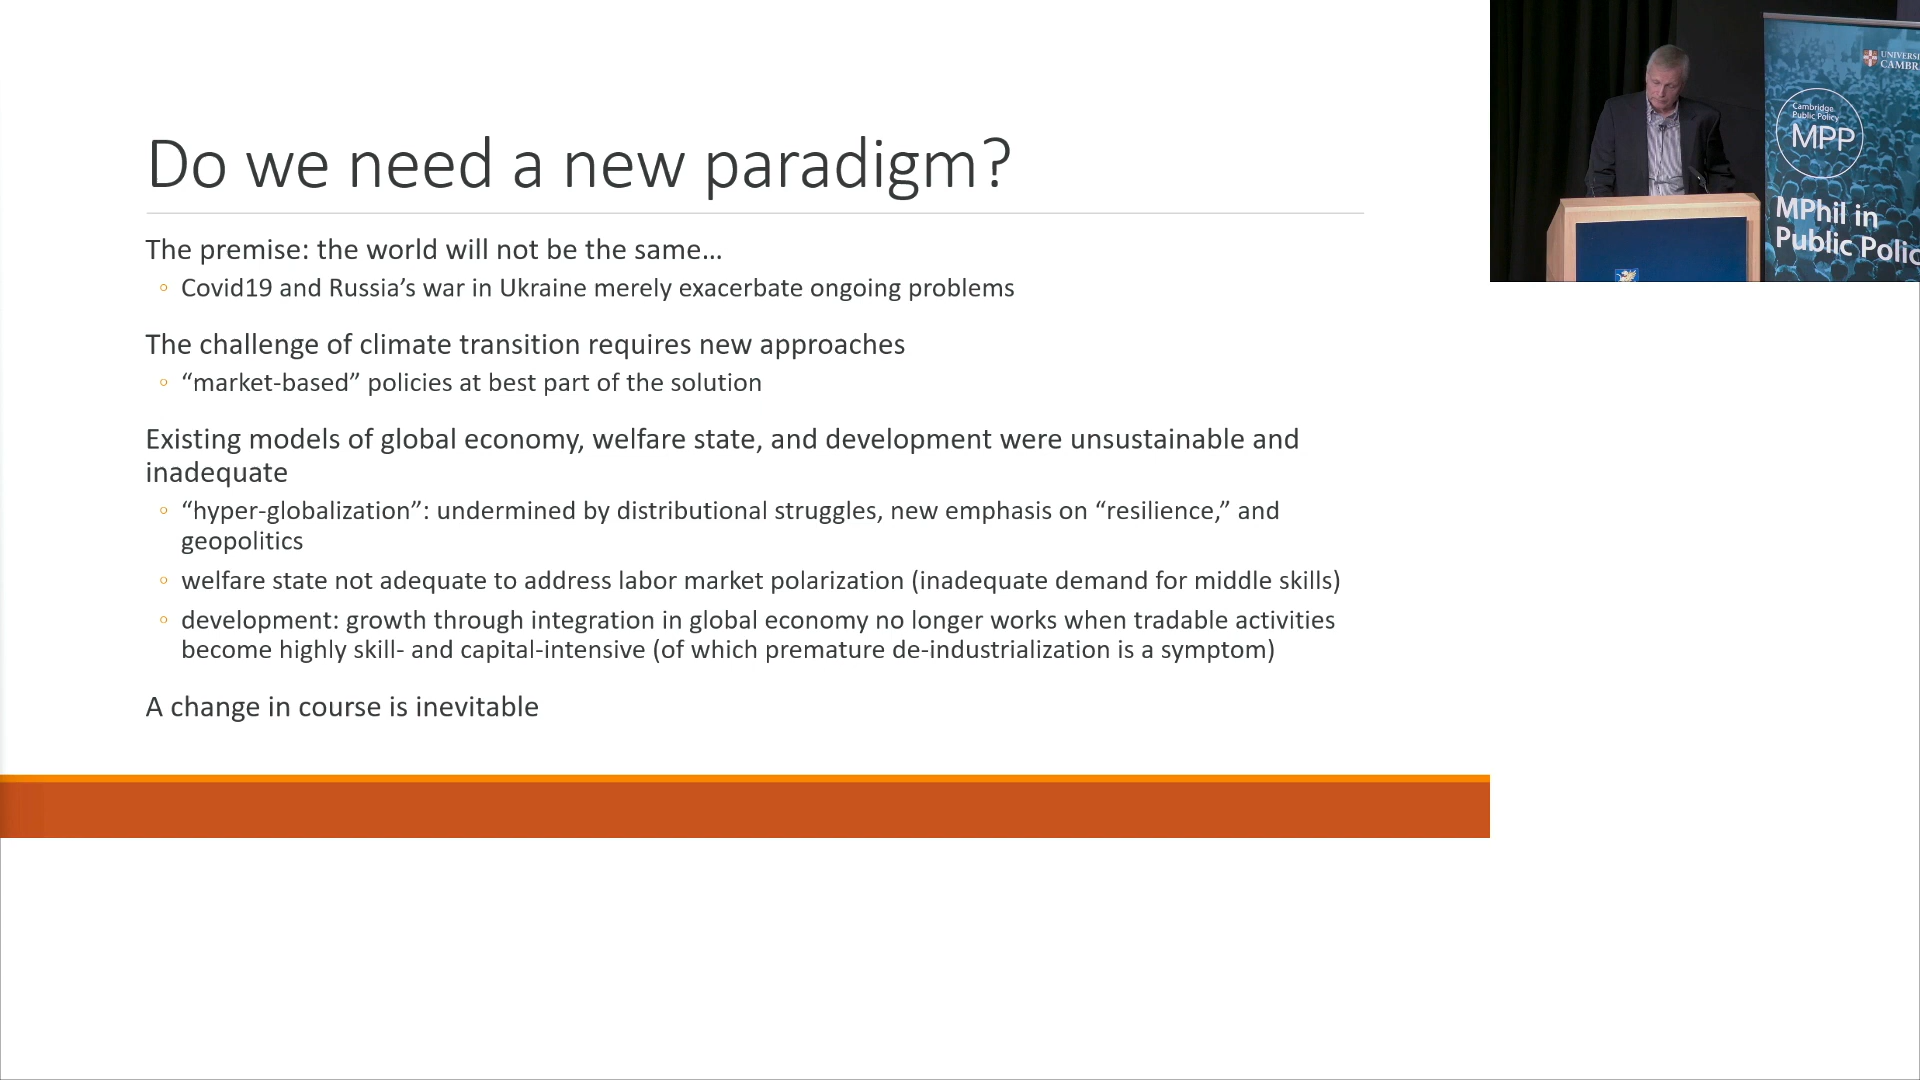 Do we need a new paradigm?
The premise: the world will not be the same…
◦ Covid19 and Russia’s war in Ukraine merely exacerbate ongoing problems
The challenge of climate transition requires new approaches
◦ “market-based” policies at best part of the solution
Existing models of global economy, welfare state, and development were unsustainable and
inadequate
◦ “hyper-globalization”: undermined by distributional struggles, new emphasis on “resilience,” and
geopolitics
◦ welfare state not adequate to address labor market polarization (inadequate demand for middle skills)
◦ development: growth through integration in global economy no longer works when tradable activities
become highly skill- and capital-intensive (of which premature de-industrialization is a symptom)
A change in course is inevitable
UNIVERSI
CAMBR
Cambridge
Public Policy
MPP
MPhil in
Public Polic